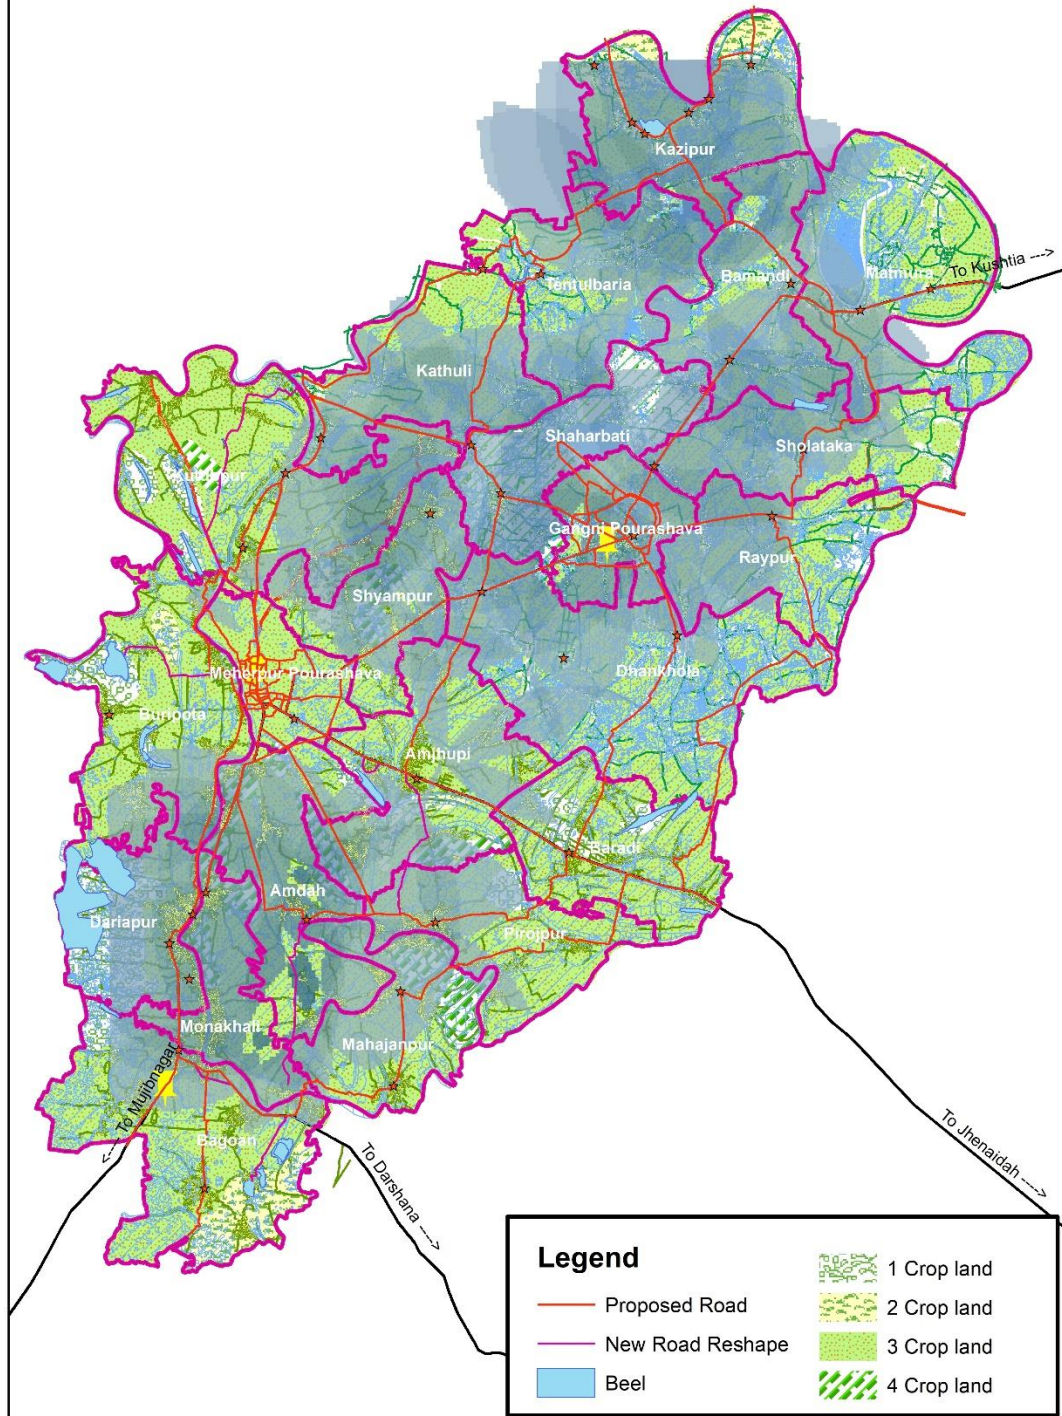 Kazipur
To Kushtia --->
Matmura
Bamandi
Tentulbaria
Kathuli
Shaharbati
Sholataka
Gangni Pourashava
Raypur
Shyampur
Dhankhola
Meherpur Pourashava
Buripota
Amjhupi
Baradi
Amdah
Dariapur
Pirojpur
Monakhali
Mahajanpur
<---- To Mujibnagar
Bagoan
To Darshana ---->
To Jhenaidah ---->
Legend
Proposed Road
New Road Reshape
Beel
1 Crop land
2 Crop land
3 Crop land
4 Crop land